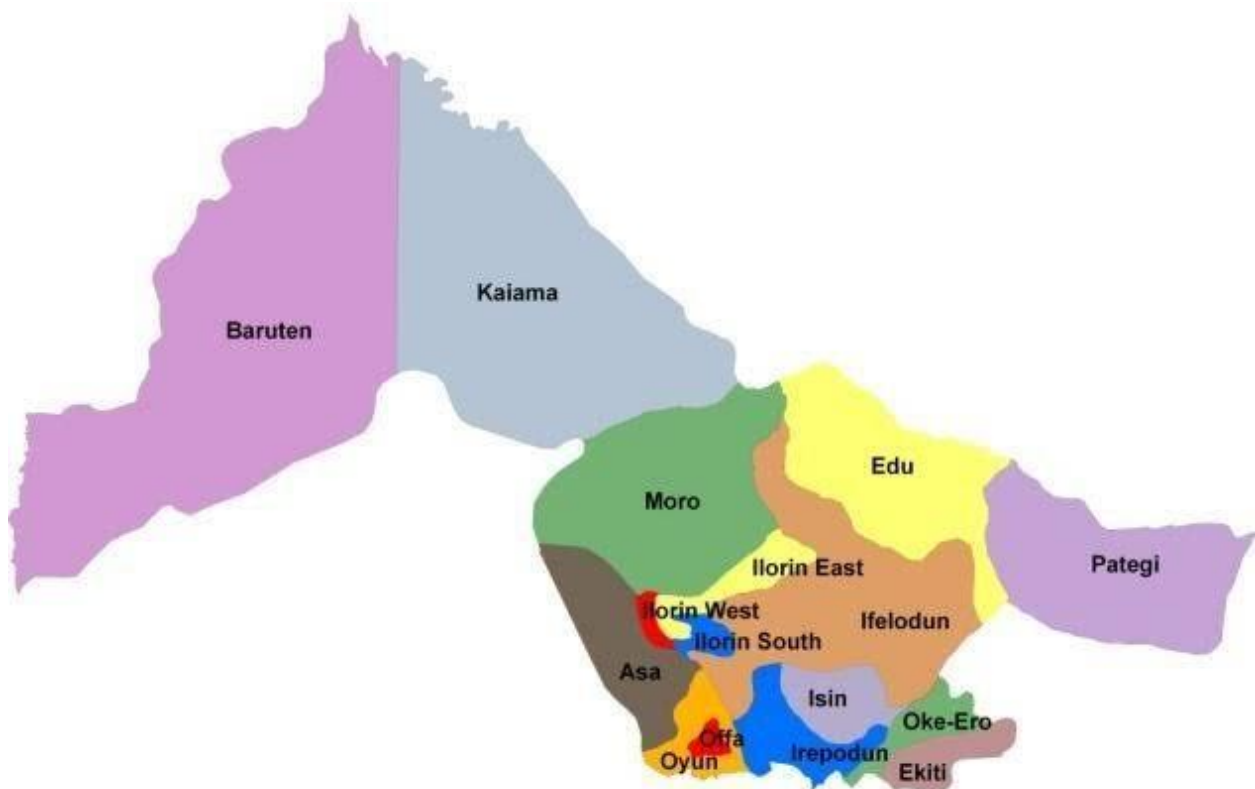 Kaiama
Baruten
Edu
Moro
Ilorin East
Pategi
Ilorin West
Ifelodun
Ilorin South
Asa
Isin
Oke-Ero
Offa
Irepodun
Oyun
Ekiti